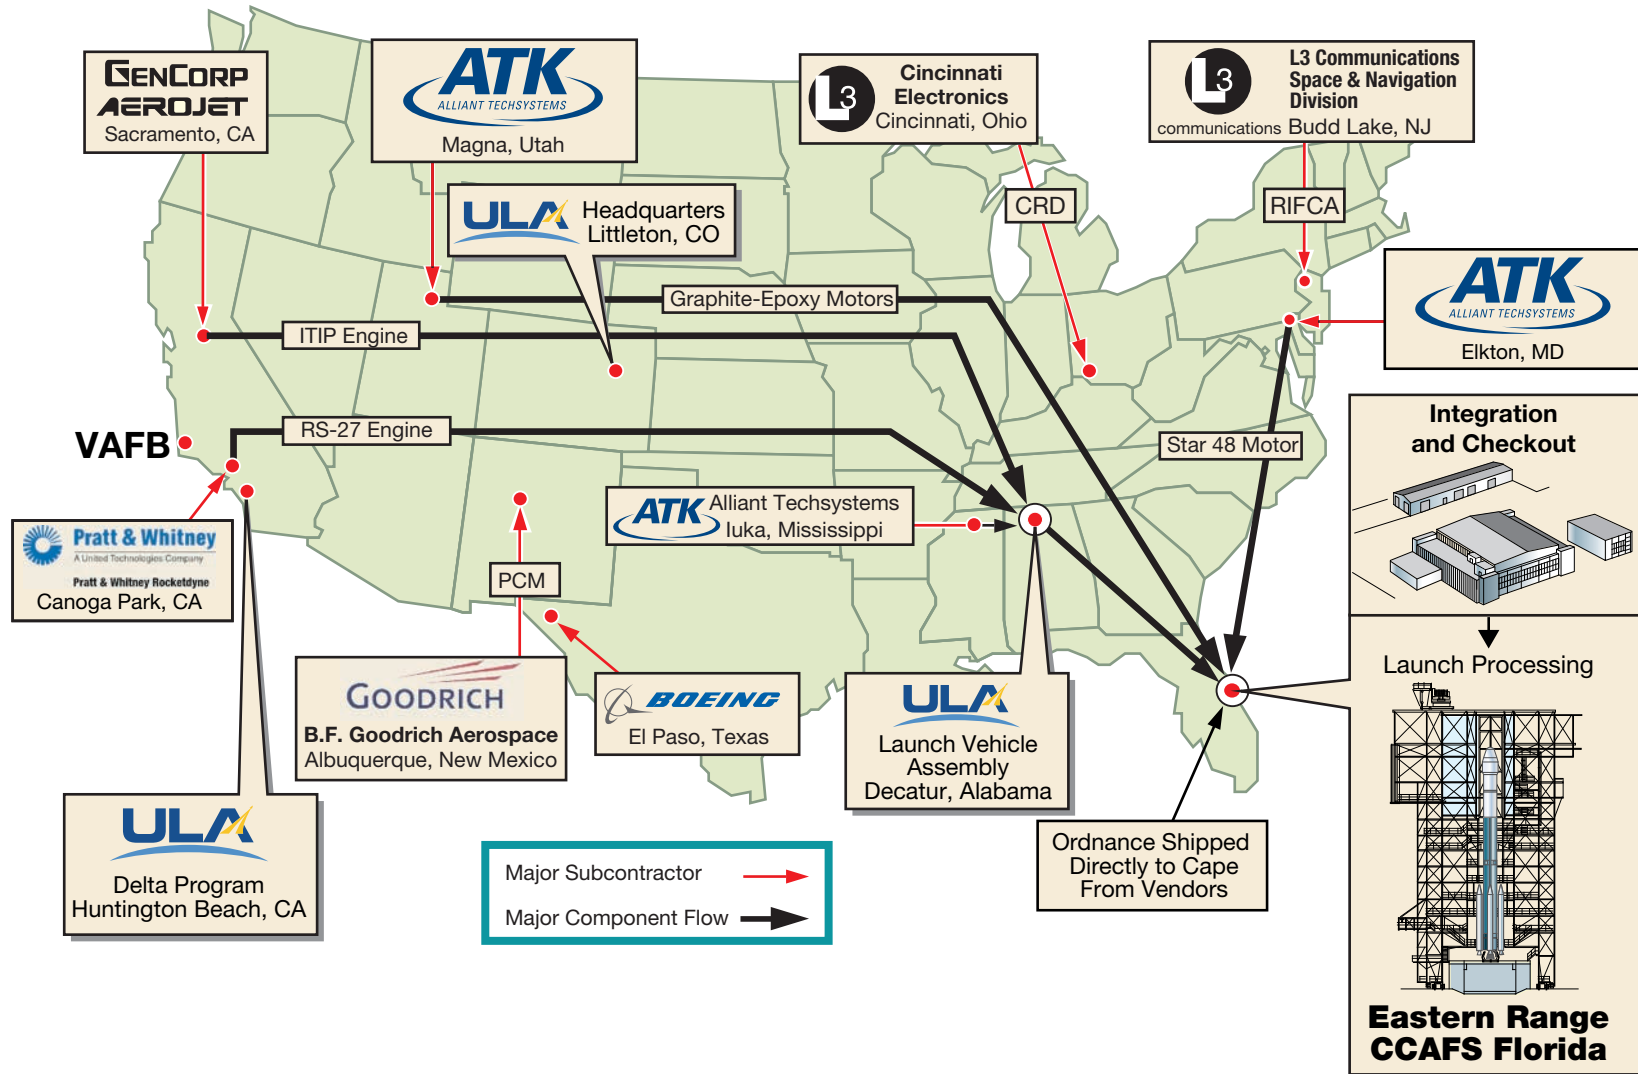 GENCORP
AEROJET
Sacramento, CA
ATK
ALLIANT TECHSYSTEMS
Magna, Utah
L3
Cincinnati
Electronics
Cincinnati, Ohio
L3
communications
L3 Communications
Space & Navigation
Division
Budd Lake, NJ
ULA
Headquarters
Littleton, CO
CRD
RIFCA
ATK
ALLIANT TECHSYSTEMS
Elkton, MD
Graphite-Epoxy Motors
ITIP Engine
RS-27 Engine
VAFB
Star 48 Motor
Integration
and Checkout
ATK
Alliant Techsystems
Iuka, Mississippi
Pratt & Whitney
A United Technologies Company
Pratt & Whitney Rocketdyne
Canoga Park, CA
PCM
Launch Processing
GOODRICH
B.F. Goodrich Aerospace
Albuquerque, New Mexico
BOEING
El Paso, Texas
ULA
Launch Vehicle
Assembly
Decatur, Alabama
ULA
Delta Program
Huntington Beach, CA
Ordnance Shipped
Directly to Cape
From Vendors
Major Subcontractor
Major Component Flow
Eastern Range
CCAFS Florida